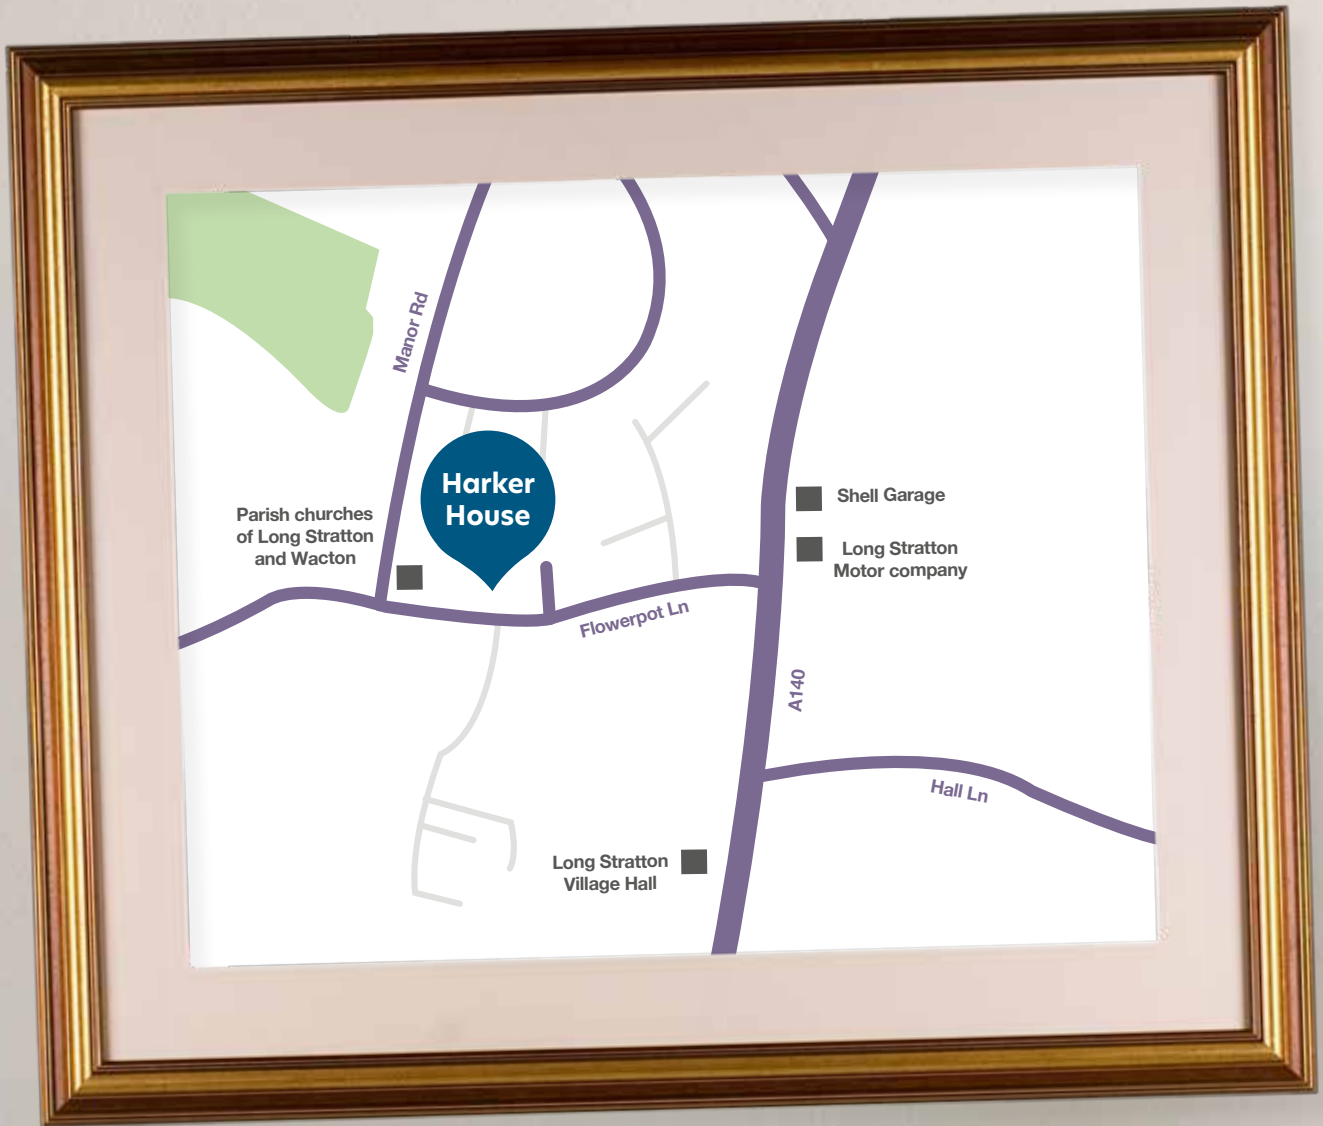 Manor Rd
Harker
House
Parish churches
of Long Stratton
and Wacton
Shell Garage
Long Stratton
Motor company
Flowerpot Ln
A140
Hall Ln
Long Stratton
Village Hall